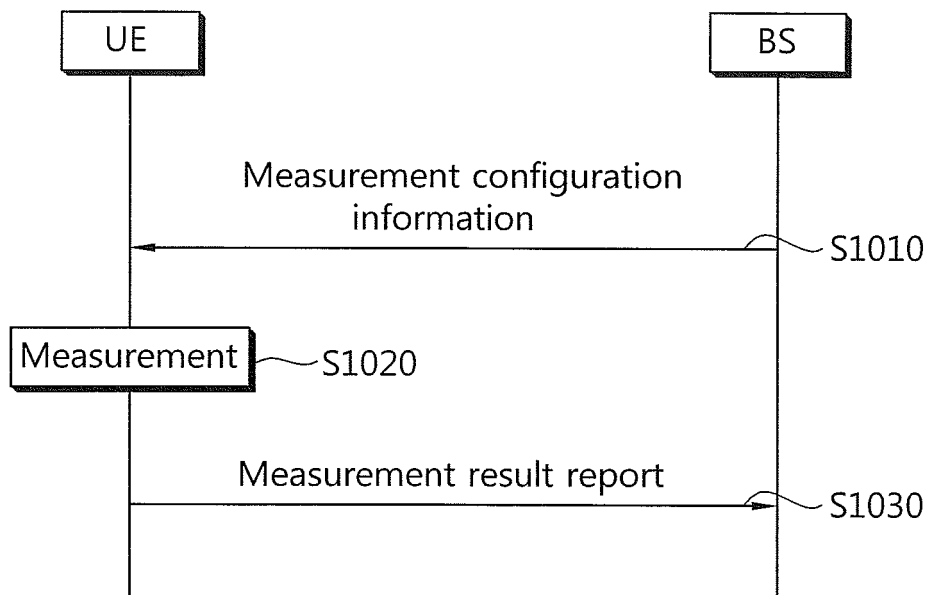 UE
BS
Measurement configuration
information
S1010
Measurement
S1020
Measurement result report
S1030